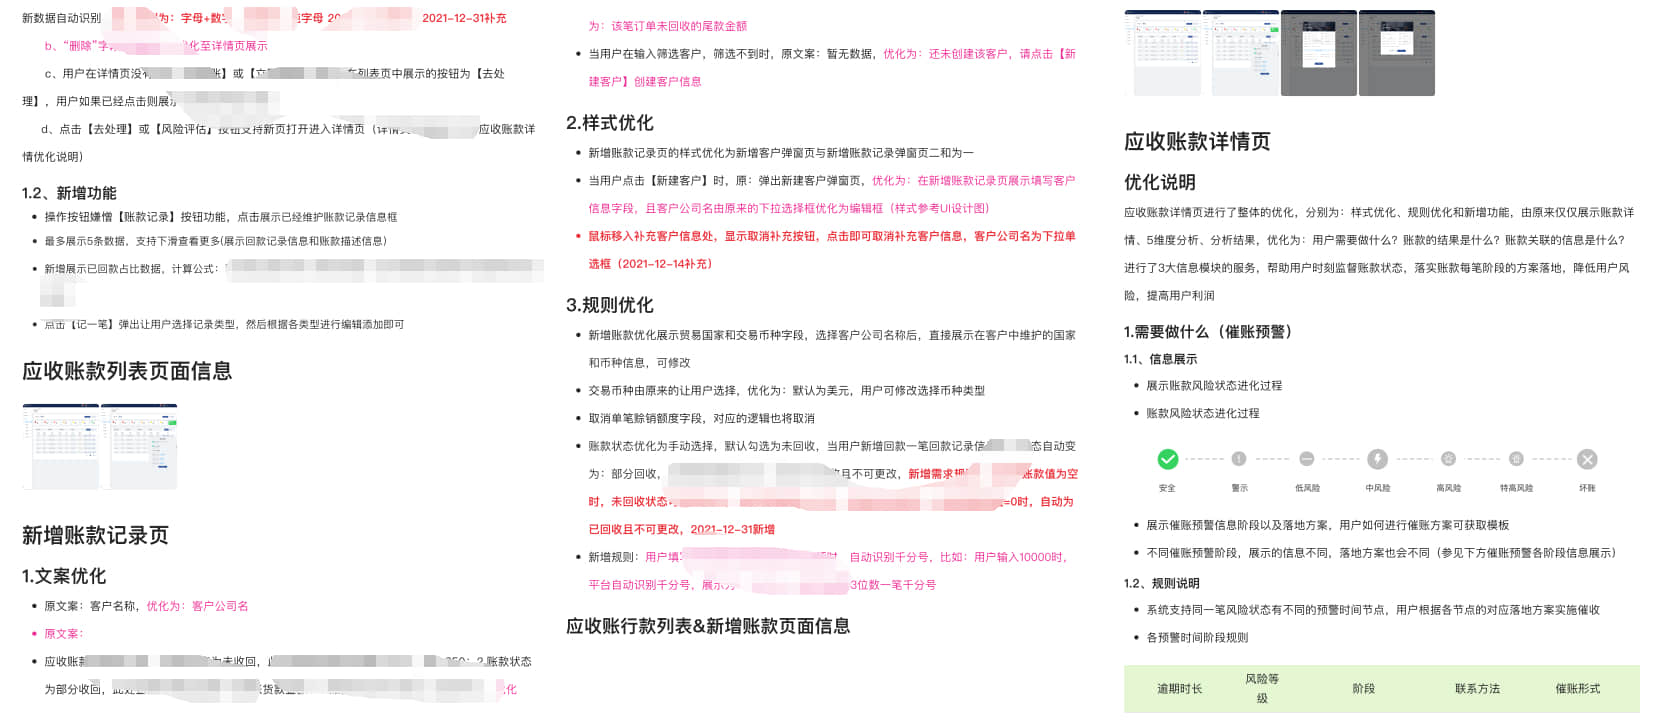 新数据自动识别 为：字母+数字 字母 20 2021-12-31补充
b、“删除”字 化至详情页展示
c、用户在详情页没 账】或【立 在列表页中展示的按钮为【去处
理】，用户如果已经点击则展示
d、点击【去处理】或【风险评估】按钮支持新页打开进入详情页（详情页 应收账款详
情优化说明）
1.2、新增功能
操作按钮嫌憎【账款记录】按钮功能，点击展示已经维护账款记录信息框
最多展示5条数据，支持下滑查看更多(展示回款记录信息和账款描述信息)
新增展示已回款占比数据，计算公式：
点击【记一笔】弹出让用户选择记录类型，然后根据各类型进行编辑添加即可
应收账款列表页面信息
新增账款记录页
1.文案优化
原文案：客户名称，优化为：客户公司名
原文案：
应收账款 为未收回， 2.账款状态
为部分收回，此处 货款 化
为：该笔订单未回收的尾款金额
当用户在输入筛选客户，筛选不到时，原文案：暂无数据，优化为：还未创建该客户，请点击【新
建客户】创建客户信息
2.样式优化
新增账款记录页的样式优化为新增客户弹窗页与新增账款记录弹窗页二和为一
当用户点击【新建客户】时，原：弹出新建客户弹窗页，优化为：在新增账款记录页展示填写客户
信息字段，且客户公司名由原来的下拉选择框优化为编辑框（样式参考UI设计图)
鼠标移入补充客户信息处，显示取消补充按钮，点击即可取消补充客户信息，客户公司名为下拉单
选框（2021-12-14补充）
3.规则优化
新增账款优化展示贸易国家和交易币种字段，选择客户公司名称后，直接展示在客户中维护的国家
和币种信息，可修改
交易币种由原来的让用户选择，优化为：默认为美元，用户可修改选择币种类型
取消单笔赊销额度字段，对应的逻辑也将取消
账款状态优化为手动选择，默认勾选为未回收，当用户新增回款一笔回款记录信 态自动变
为：部分回收， 且不可更改，新增需求规 账款值为空
时，未回收状态 =0时，自动为
已回收且不可更改，2021-12-31新增
新增规则：用户填写 时，自动识别千分号，比如：用户输入10000时，
平台自动识别千分号，展示为 3位数一笔千分号
应收账行款列表&新增账款页面信息
应收账款详情页
优化说明
应收账款详情页进行了整体的优化，分别为：样式优化、规则优化和新增功能，由原来仅仅展示账款详
情、5维度分析、分析结果，优化为：用户需要做什么？账款的结果是什么？账款关联的信息是什么？
进行了3大信息模块的服务，帮助用户时刻监督账款状态，落实账款每笔阶段的方案落地，降低用户风
险，提高用户利润
1.需要做什么（催账预警）
1.1、信息展示
展示账款风险状态进化过程
账款风险状态进化过程
安全 警示 低风险 中风险 高风险 特高风险 坏账
展示催账预警信息阶段以及落地方案，用户如何进行催账方案可获取模板
不同催账预警阶段，展示的信息不同，落地方案也会不同（参见下方催账预警各阶段信息展示）
1.2、规则说明
系统支持同一笔风险状态有不同的预警时间节点，用户根据各节点的对应落地方案实施催收
各预警时间阶段规则
逾期时长 风险等级 阶段 联系方法 催账形式